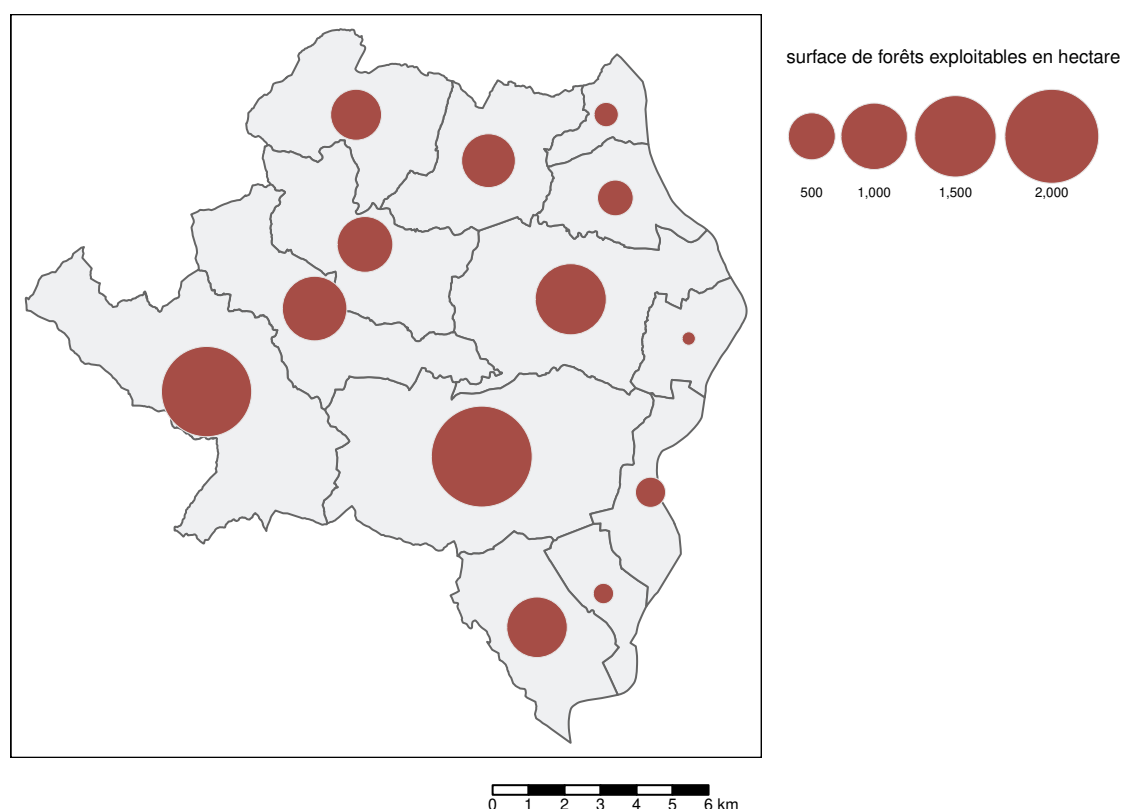 surface de forêts exploitables en hectare
500 1,000 1,500 2,000
0 1 2 3 4 5 6 km